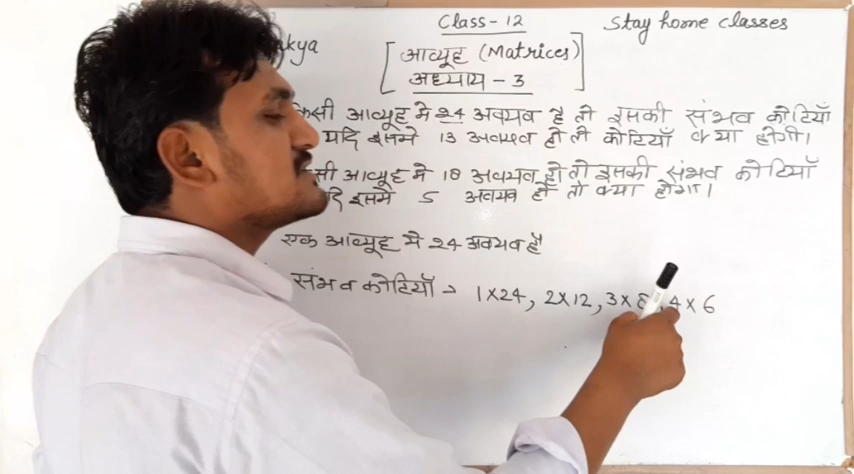 Class-12
Stay home classes
आव्यूह (Matrices)
अध्याय - 3
किसी आव्यूह मे 24 अवयव है तो इसकी संभव कोटियाँ
यदि इसमे 13 अवयव हो तो कोटियाँ क्या होगी।
आव्यूह मे 18 अवयव हो तो इसकी संभव कोटियाँ
इसमे 5 अवयव हो तो क्या होगा।
एक आव्यूह मे 24 अवयव है
संभव कोटियाँ = 1×24, 2×12, 3×8, 4×6